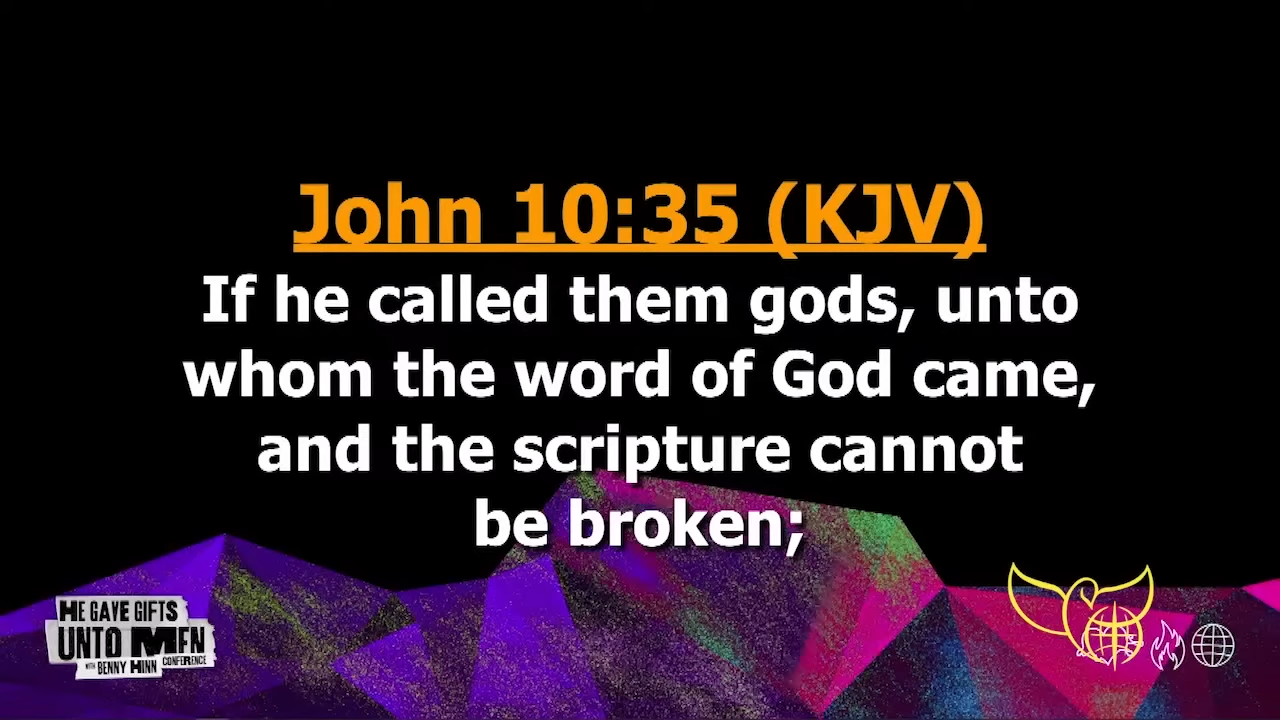 John 10:35 (KJV)
If he called them gods, unto
whom the word of God came,
and the scripture cannot
be broken;
HE GAVE GIFTS
UNTO MEN
WITH BENNY HINN CONFERENCE